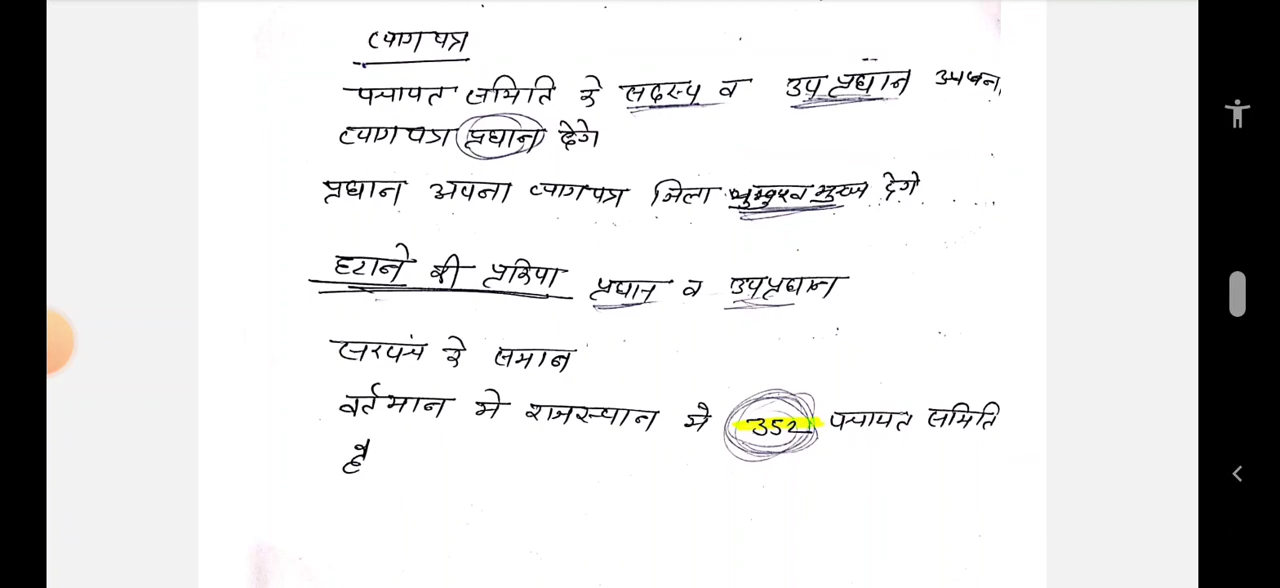 त्यागपत्र
पंचायत समिति के सदस्य व उपप्रधान अपना
त्यागपत्र प्रधान देगे
प्रधान अपना त्यागपत्र जिला देगे
हटाने की प्रक्रिया प्रधान व उपप्रधान
सरपंच के समान
वर्तमान मे राजस्थान मे 352 पंचायत समिति
है